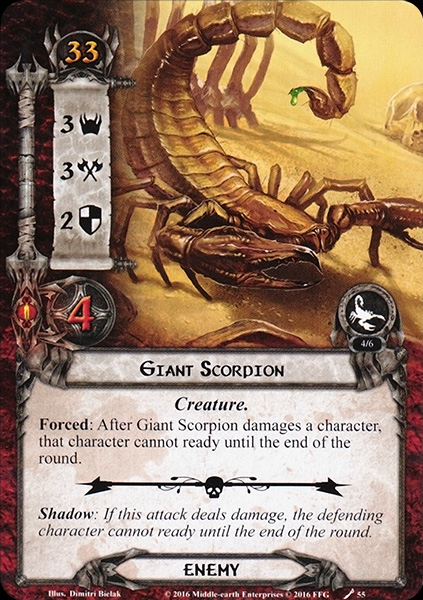 33
3
3
2
4
4/6
GIANT SCORPION
Creature.
Forced: After Giant Scorpion damages a character,
that character cannot ready until the end of the
round.
Shadow: If this attack deals damage, the defending
character cannot ready until the end of the round.
ENEMY
Illus. Dimitri Bielak © 2016 Middle-earth Enterprises © 2016 FFG 55